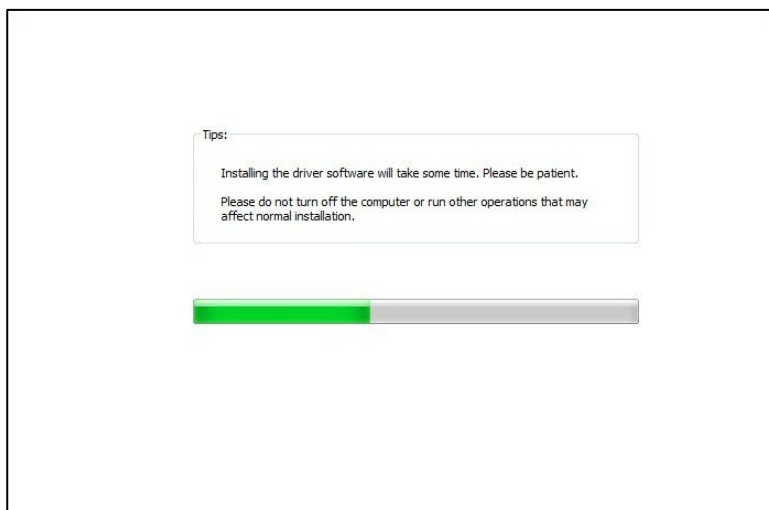 Tips:
Installing the driver software will take some time. Please be patient.
Please do not turn off the computer or run other operations that may
affect normal installation.